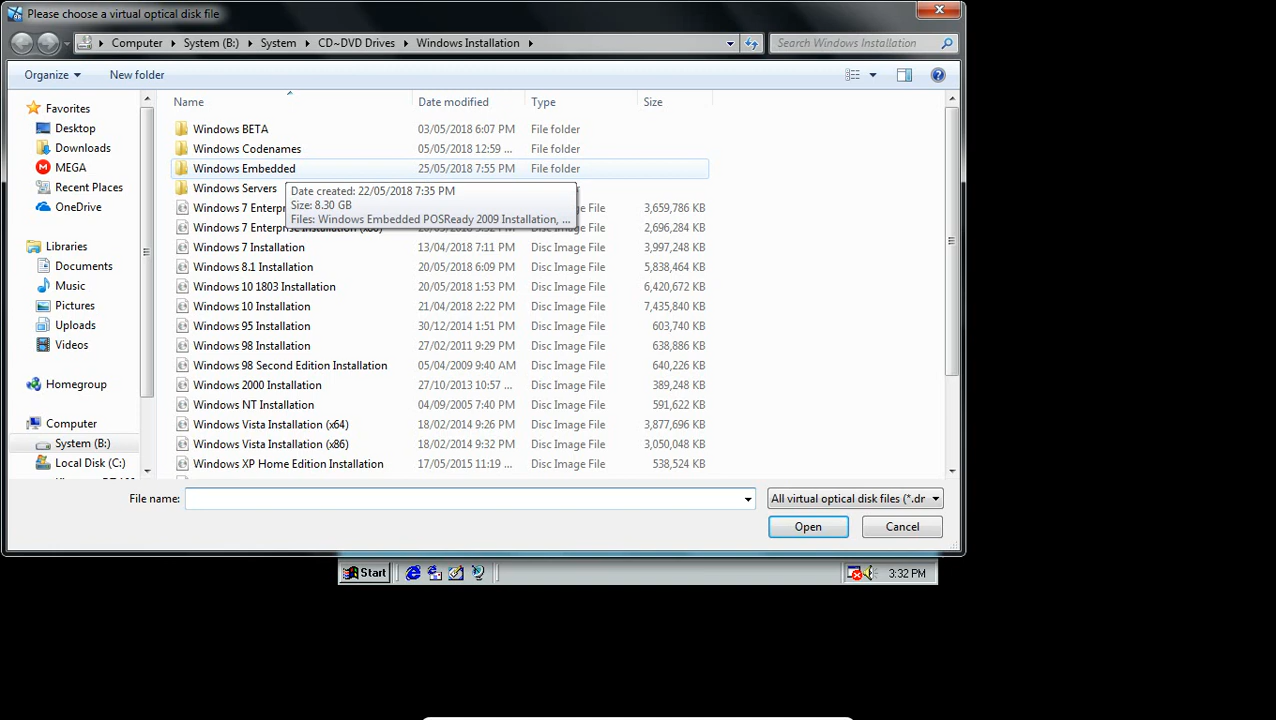 Please choose a virtual optical disk file
Computer System (B:) System CD~DVD Drives Windows Installation Search Windows Installation
Organize New folder
Name Date modified Type Size
Favorites
Desktop
Downloads
MEGA
Recent Places
OneDrive
Libraries
Documents
Music
Pictures
Uploads
Videos
Homegroup
Computer
System (B:)
Local Disk (C:)
Windows BETA 03/05/2018 6:07 PM File folder
Windows Codenames 05/05/2018 12:59 ... File folder
Windows Embedded 25/05/2018 7:55 PM File folder
Windows Servers
Date created: 22/05/2018 7:35 PM
Size: 8.30 GB
Files: Windows Embedded POSReady 2009 Installation, ...
Windows 7 Disc Image File 3,659,786 KB
Windows 7 Disc Image File 2,696,284 KB
Windows 7 Installation 13/04/2018 7:11 PM Disc Image File 3,997,248 KB
Windows 8.1 Installation 20/05/2018 6:09 PM Disc Image File 5,838,464 KB
Windows 10 1803 Installation 20/05/2018 1:53 PM Disc Image File 6,420,672 KB
Windows 10 Installation 21/04/2018 2:22 PM Disc Image File 7,435,840 KB
Windows 95 Installation 30/12/2014 1:51 PM Disc Image File 603,740 KB
Windows 98 Installation 27/02/2011 9:29 PM Disc Image File 638,886 KB
Windows 98 Second Edition Installation 05/04/2009 9:40 AM Disc Image File 640,226 KB
Windows 2000 Installation 27/10/2013 10:57 ... Disc Image File 389,248 KB
Windows NT Installation 04/09/2005 7:40 PM Disc Image File 591,622 KB
Windows Vista Installation (x64) 18/02/2014 9:26 PM Disc Image File 3,877,696 KB
Windows Vista Installation (x86) 18/02/2014 9:32 PM Disc Image File 3,050,048 KB
Windows XP Home Edition Installation 17/05/2015 11:19 ... Disc Image File 538,524 KB
File name: All virtual optical disk files (*.dr
Open Cancel
Start 3:32 PM